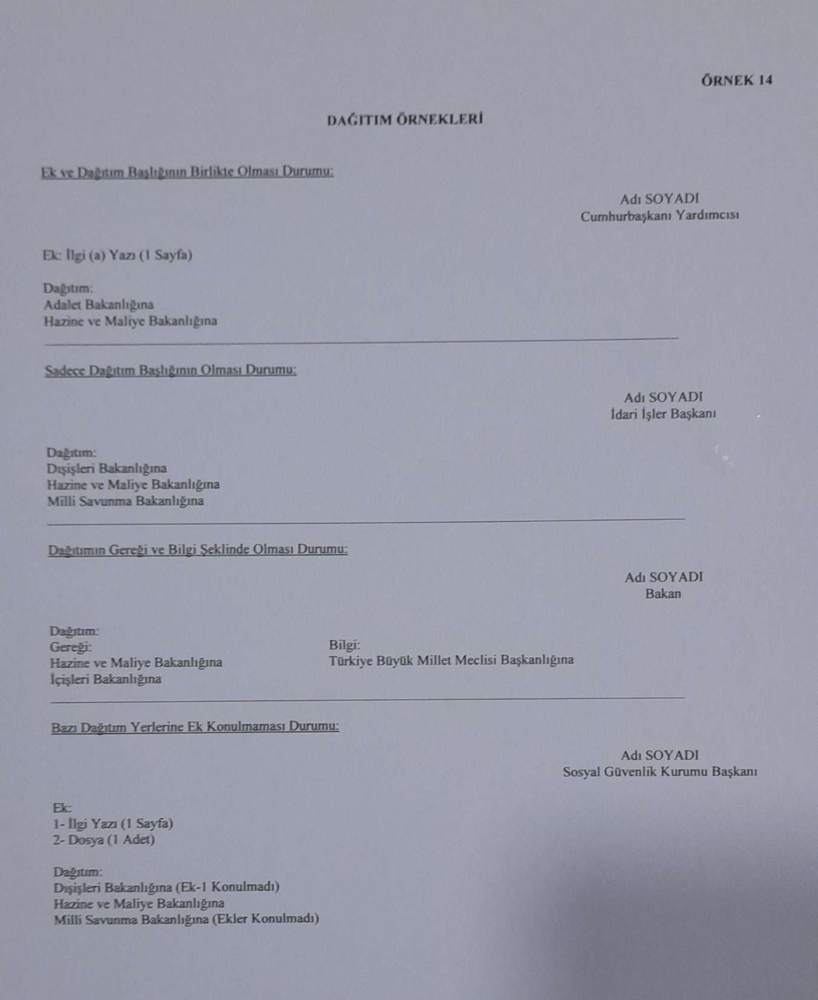 ÖRNEK 14
DAĞITIM ÖRNEKLERİ
Ek ve Dağıtım Başlığının Birlikte Olması Durumu:
Adı SOYADI
Cumhurbaşkanı Yardımcısı
Ek: İlgi (a) Yazı (1 Sayfa)
Dağıtım:
Adalet Bakanlığına
Hazine ve Maliye Bakanlığına
Sadece Dağıtım Başlığının Olması Durumu:
Adı SOYADI
İdari İşler Başkanı
Dağıtım:
Dışişleri Bakanlığına
Hazine ve Maliye Bakanlığına
Milli Savunma Bakanlığına
Dağıtımın Gereği ve Bilgi Şeklinde Olması Durumu:
Adı SOYADI
Bakan
Dağıtım:
Gereği:
Hazine ve Maliye Bakanlığına
İçişleri Bakanlığına
Bilgi:
Türkiye Büyük Millet Meclisi Başkanlığına
Bazı Dağıtım Yerlerine Ek Konulmaması Durumu:
Adı SOYADI
Sosyal Güvenlik Kurumu Başkanı
Ek:
1- İlgi Yazı (1 Sayfa)
2- Dosya (1 Adet)
Dağıtım:
Dışişleri Bakanlığına (Ek-1 Konulmadı)
Hazine ve Maliye Bakanlığına
Milli Savunma Bakanlığına (Ekler Konulmadı)